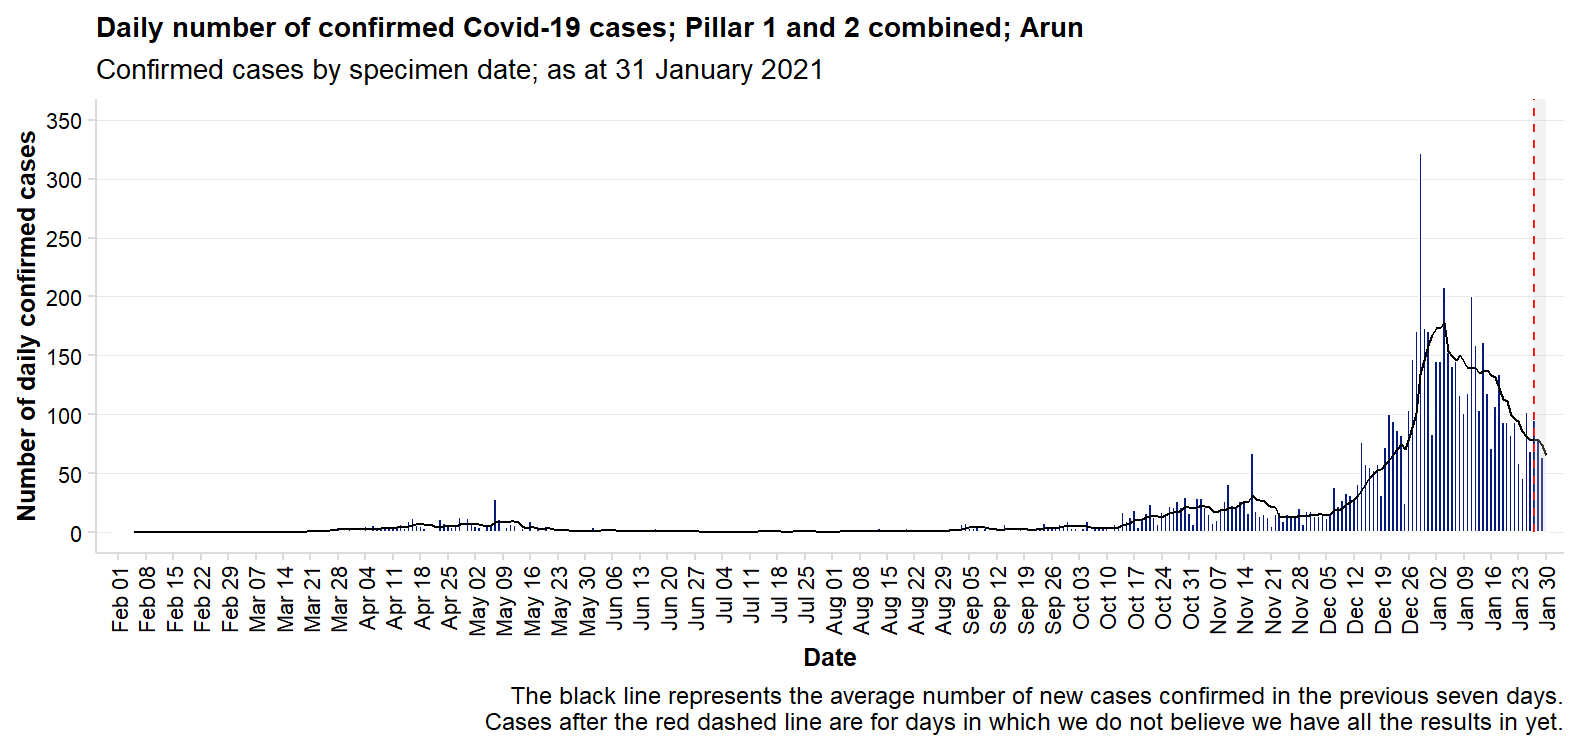 Daily number of confirmed Covid-19 cases; Pillar 1 and 2 combined; Arun
Confirmed cases by specimen date; as at 31 January 2021
Number of daily confirmed cases
350
300
250
200
150
100
50
0
Feb 01
Feb 08
Feb 15
Feb 22
Feb 29
Mar 07
Mar 14
Mar 21
Mar 28
Apr 04
Apr 11
Apr 18
Apr 25
May 02
May 09
May 16
May 23
May 30
Jun 06
Jun 13
Jun 20
Jun 27
Jul 04
Jul 11
Jul 18
Jul 25
Aug 01
Aug 08
Aug 15
Aug 22
Aug 29
Sep 05
Sep 12
Sep 19
Sep 26
Oct 03
Oct 10
Oct 17
Oct 24
Oct 31
Nov 07
Nov 14
Nov 21
Nov 28
Dec 05
Dec 12
Dec 19
Dec 26
Jan 02
Jan 09
Jan 16
Jan 23
Jan 30
Date
The black line represents the average number of new cases confirmed in the previous seven days.
Cases after the red dashed line are for days in which we do not believe we have all the results in yet.